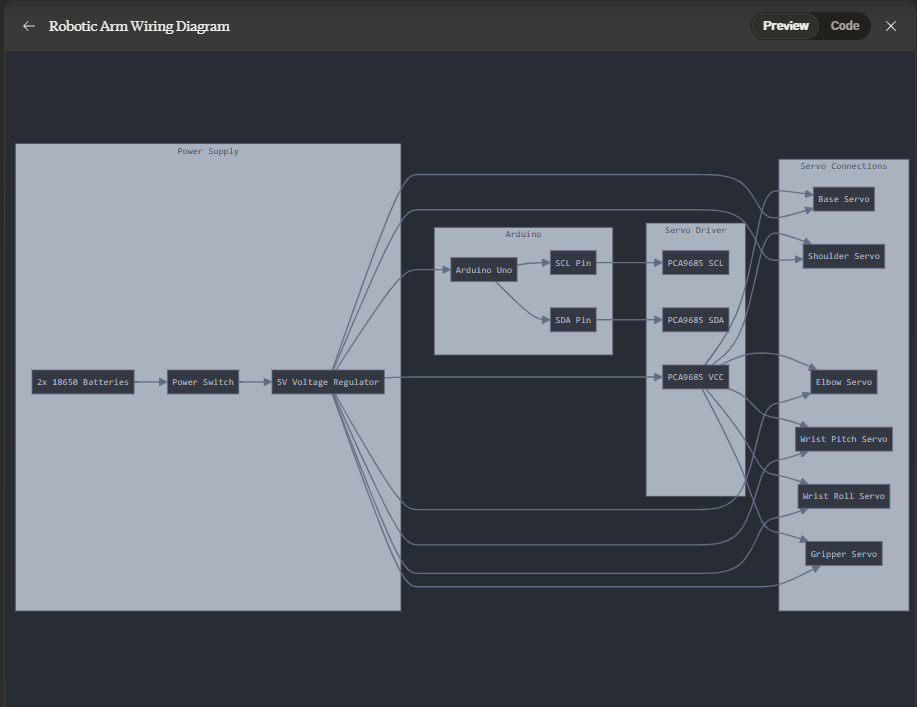 Robotic Arm Wiring Diagram
Preview
Code
Power Supply
2x 18650 Batteries
Power Switch
5V Voltage Regulator
Arduino
Arduino Uno
SCL Pin
SDA Pin
Servo Driver
PCA9685 SCL
PCA9685 SDA
PCA9685 VCC
Servo Connections
Base Servo
Shoulder Servo
Elbow Servo
Wrist Pitch Servo
Wrist Roll Servo
Gripper Servo